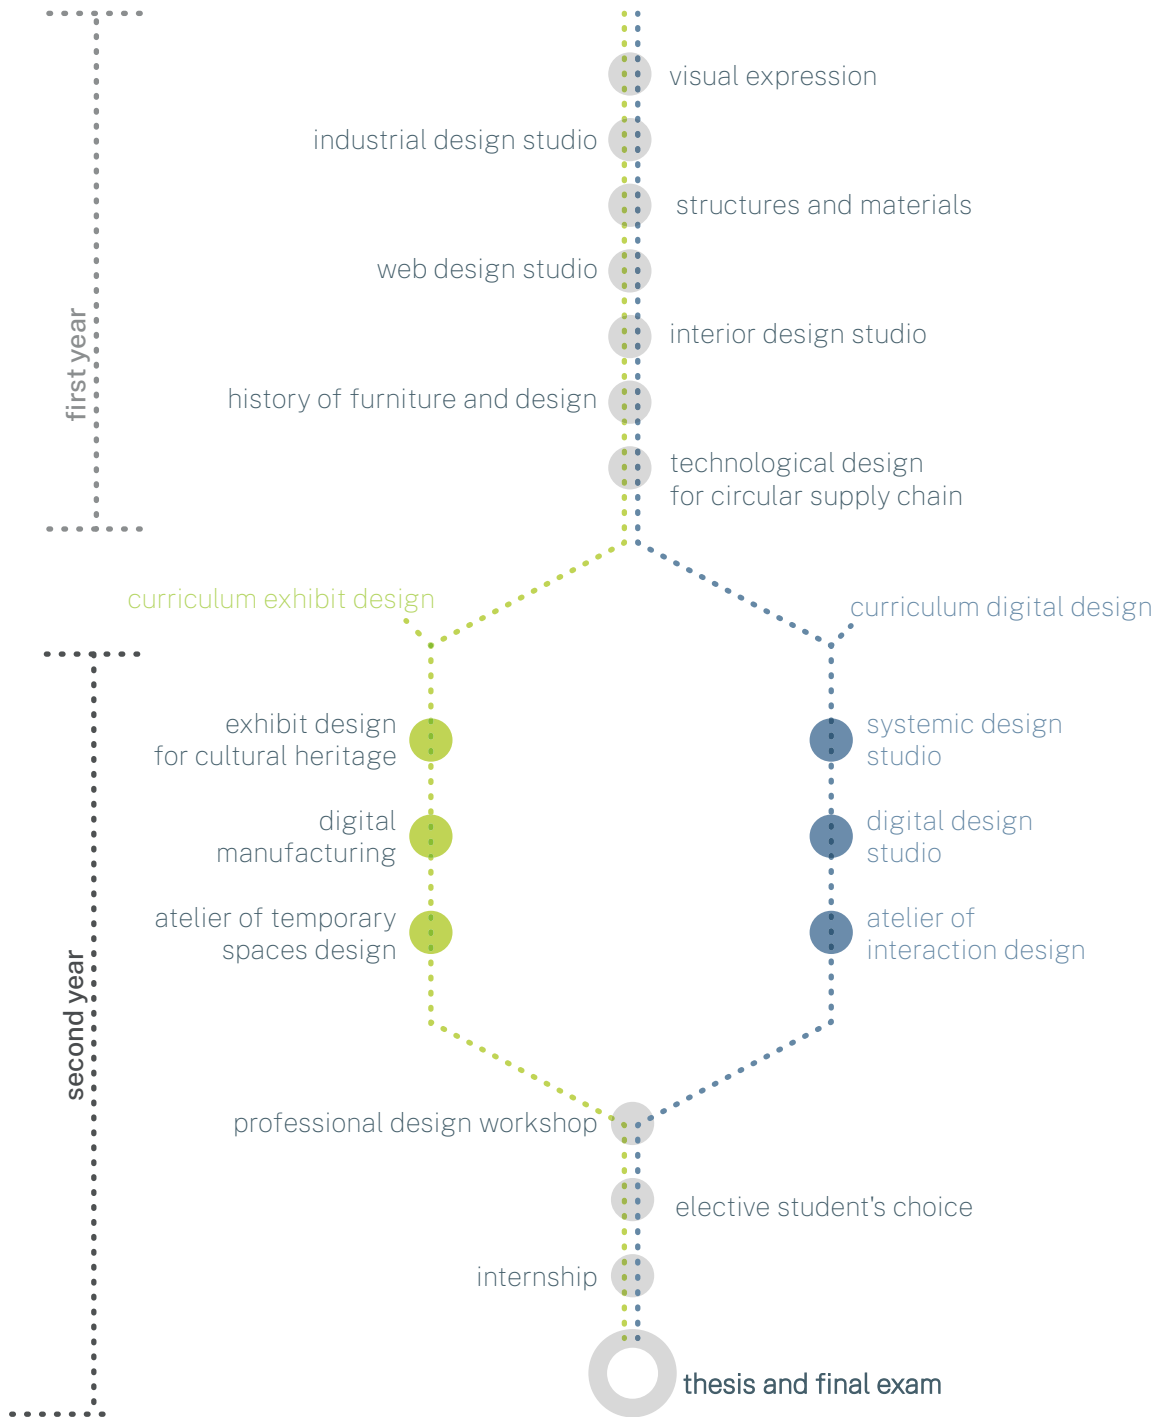 visual expression
industrial design studio
structures and materials
web design studio
interior design studio
first year
history of furniture and design
technological design
for circular supply chain
curriculum exhibit design
curriculum digital design
exhibit design
for cultural heritage
systemic design
studio
digital
manufacturing
digital design
studio
atelier of temporary
spaces design
atelier of
interaction design
second year
professional design workshop
elective student's choice
internship
thesis and final exam